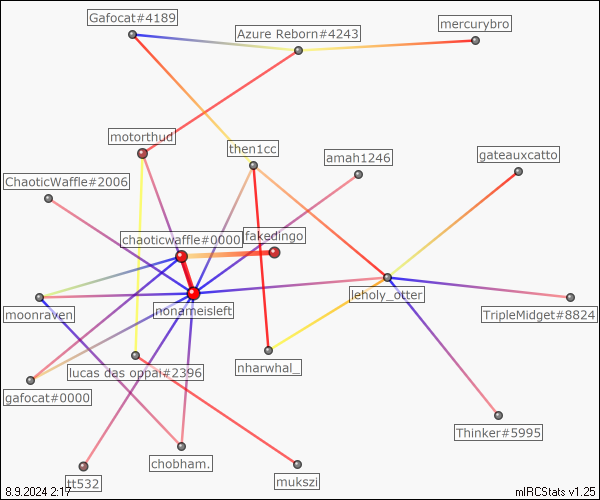 Gafocat#4189
mercurybro
Azure Reborn#4243
motorthud
then1cc
amah1246
gateauxcatto
ChaoticWaffle#2006
chaoticwaffle#0000
fakedingo
moonraven
nonameisleft
leholy_otter
TripleMidget#8824
lucas das oppai#2396
nharwhal_
gafocat#0000
Thinker#5995
chobham.
tt532
mukszi
8.9.2024 2:17
mIRCStats v1.25